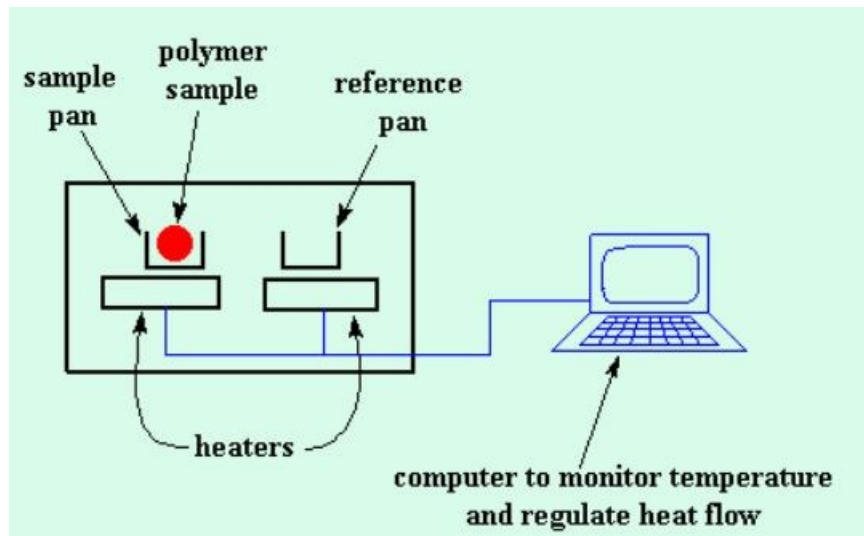 sample
pan
polymer
sample
reference
pan
heaters
computer to monitor temperature
and regulate heat flow